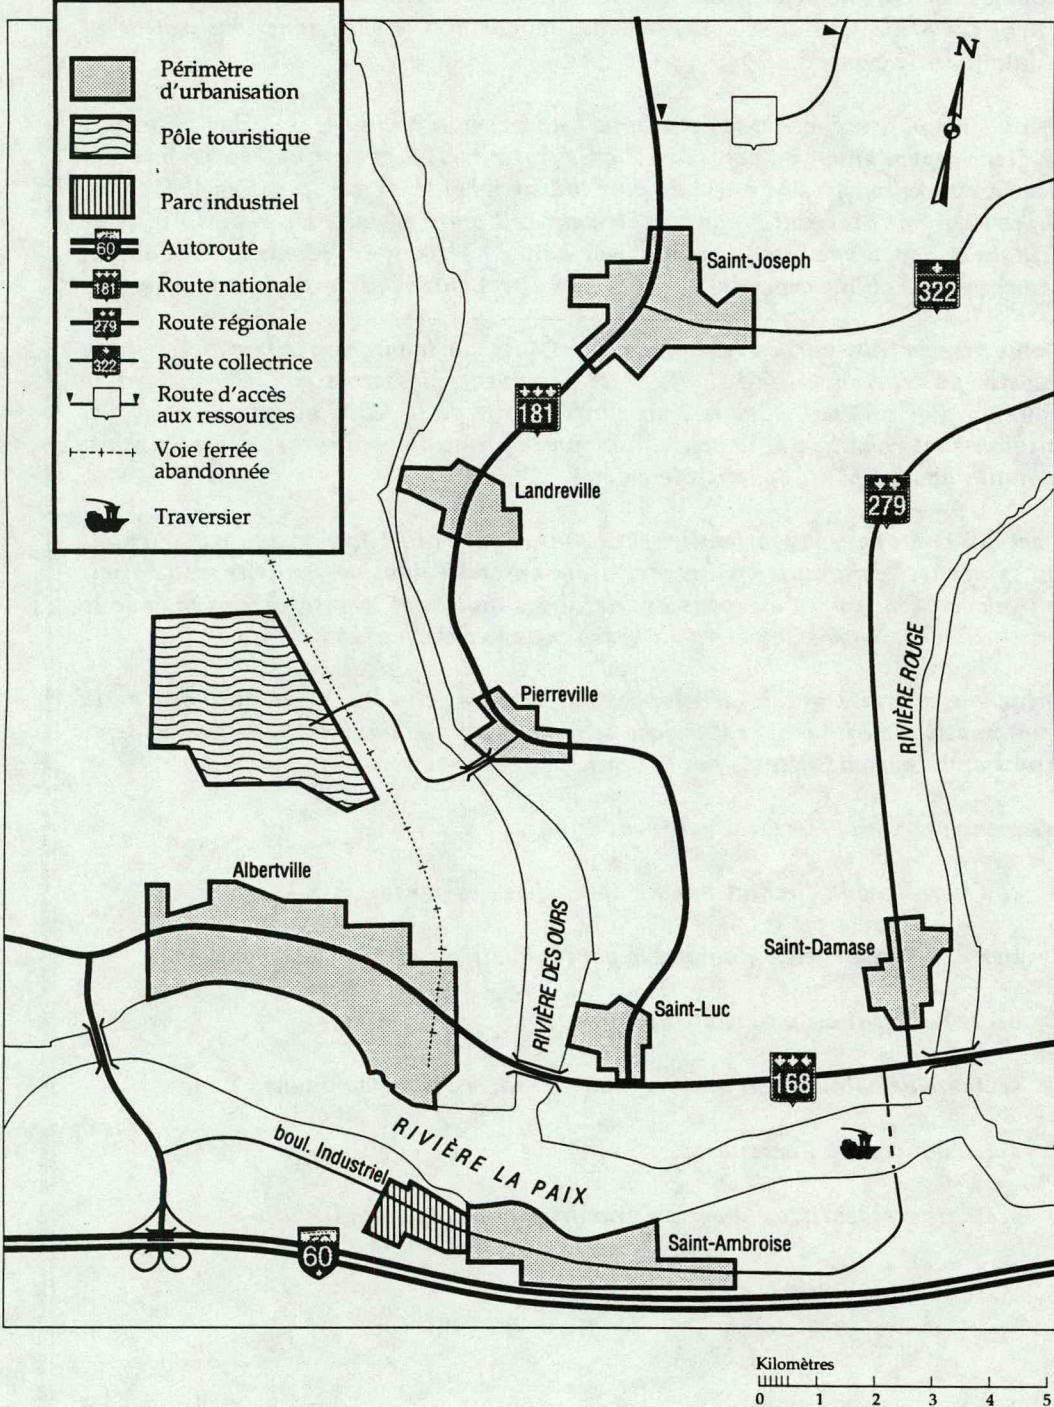 Périmètre
d'urbanisation
Pôle touristique
Parc industriel
60
Autoroute
181
Route nationale
279
Route régionale
322
Route collectrice
Route d'accès
aux ressources
Voie ferrée
abandonnée
Traversier
N
Saint-Joseph
322
181
Landreville
279
RIVIÈRE ROUGE
Pierreville
Albertville
RIVIÈRE DES OURS
Saint-Damase
Saint-Luc
168
RIVIÈRE LA PAIX
boul. Industriel
Saint-Ambroise
60
Kilomètres
0 1 2 3 4 5